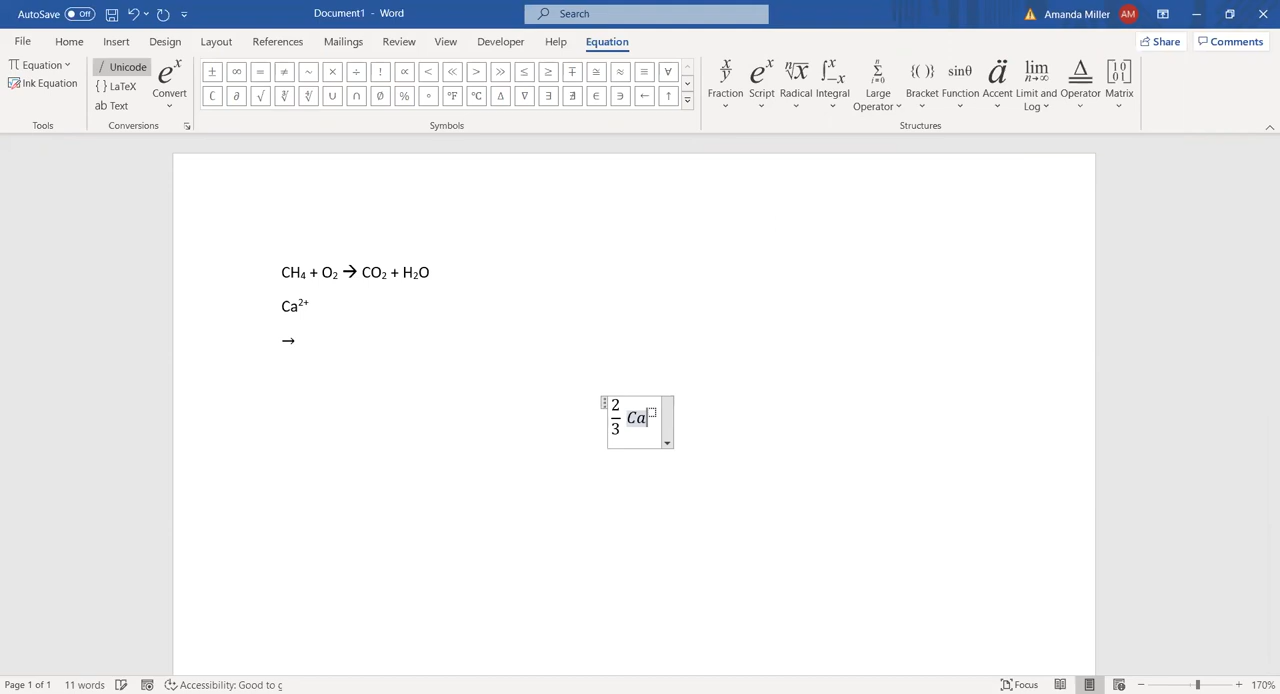 AutoSave Off Document1 - Word Search Amanda Miller AM
File Home Insert Design Layout References Mailings Review View Developer Help Equation Share Comments
π Equation / Unicode e^x ± ∞ = ≠ ~ × ÷ ! ∝ < ≪ > ≫ ≤ ≥ ∓ ≅ ≈ ≡ ∀
Ink Equation { } LaTeX Convert ∁ ∂ √ ∛ ∜ ∪ ∩ ∅ % ° °F °C ∆ ∇ ∃ ∄ ∈ ∋ ← ↑
ab Text
Fraction Script Radical Integral Large Operator Bracket Function Accent Limit and Log Operator Matrix
Tools Conversions Symbols Structures
CH₄ + O₂ → CO₂ + H₂O
Ca²⁺
→
2/3 Ca
Page 1 of 1 11 words Accessibility: Good to Focus 170%